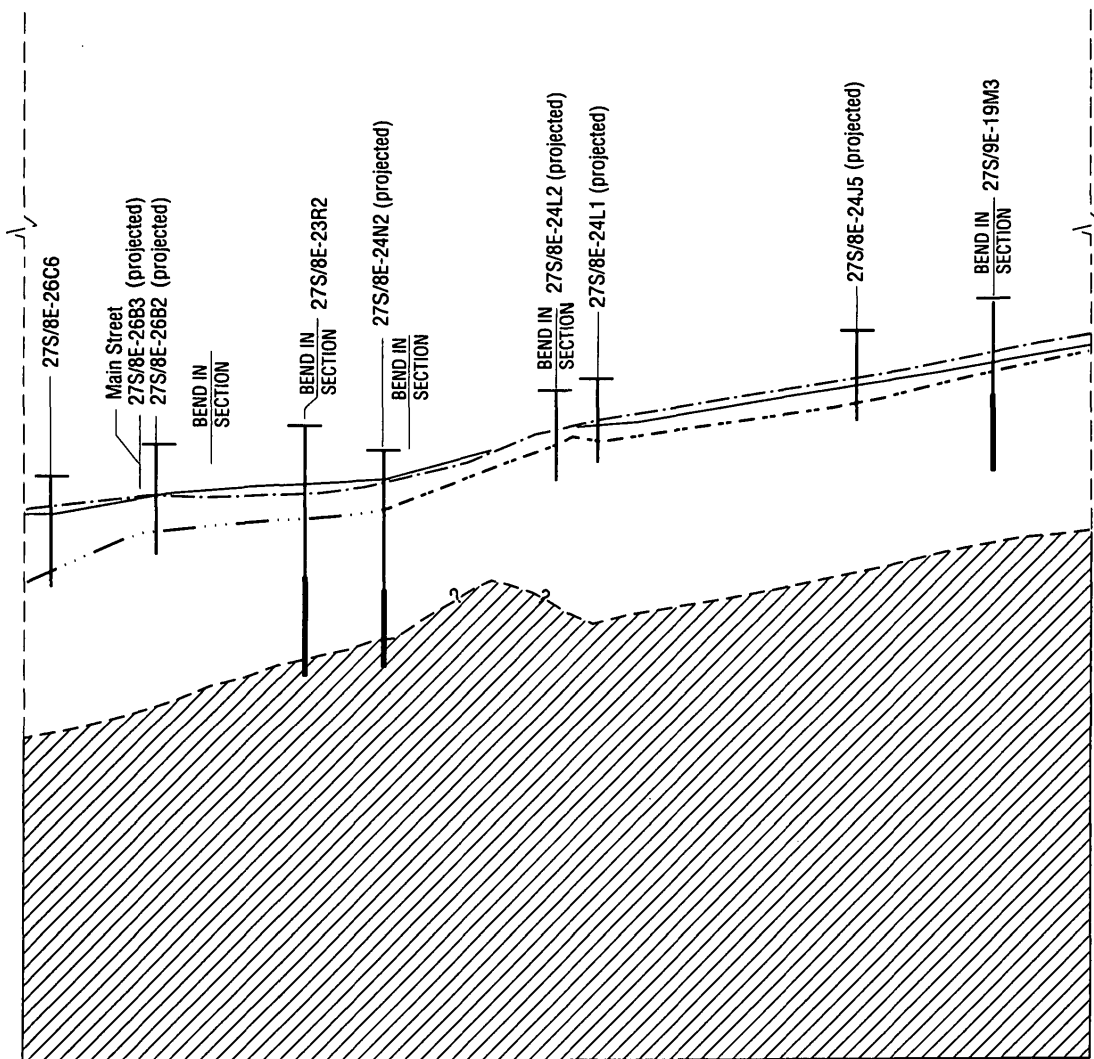 27S/8E-26C6
Main Street
27S/8E-26B3 (projected)
27S/8E-26B2 (projected)
BEND IN
SECTION
BEND IN
SECTION
27S/8E-23R2
27S/8E-24N2 (projected)
BEND IN
SECTION
BEND IN
SECTION
27S/8E-24L2 (projected)
27S/8E-24L1 (projected)
27S/8E-24J5 (projected)
BEND IN
SECTION
27S/9E-19M3
?
?